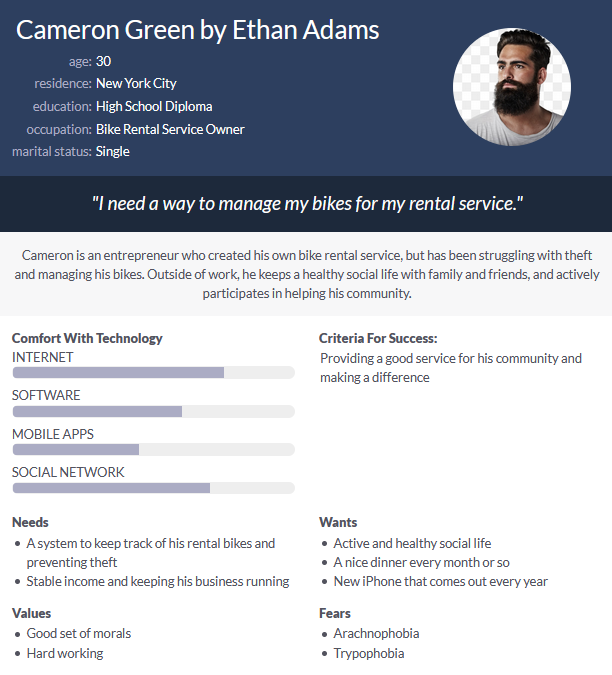 Cameron Green by Ethan Adams
age: 30
residence: New York City
education: High School Diploma
occupation: Bike Rental Service Owner
marital status: Single
"I need a way to manage my bikes for my rental service."
Cameron is an entrepreneur who created his own bike rental service, but has been struggling with theft
and managing his bikes. Outside of work, he keeps a healthy social life with family and friends, and actively
participates in helping his community.
Comfort With Technology
INTERNET
SOFTWARE
MOBILE APPS
SOCIAL NETWORK
Criteria For Success:
Providing a good service for his community and
making a difference
Needs
• A system to keep track of his rental bikes and
preventing theft
• Stable income and keeping his business running
Wants
• Active and healthy social life
• A nice dinner every month or so
• New iPhone that comes out every year
Values
• Good set of morals
• Hard working
Fears
• Arachnophobia
• Trypophobia